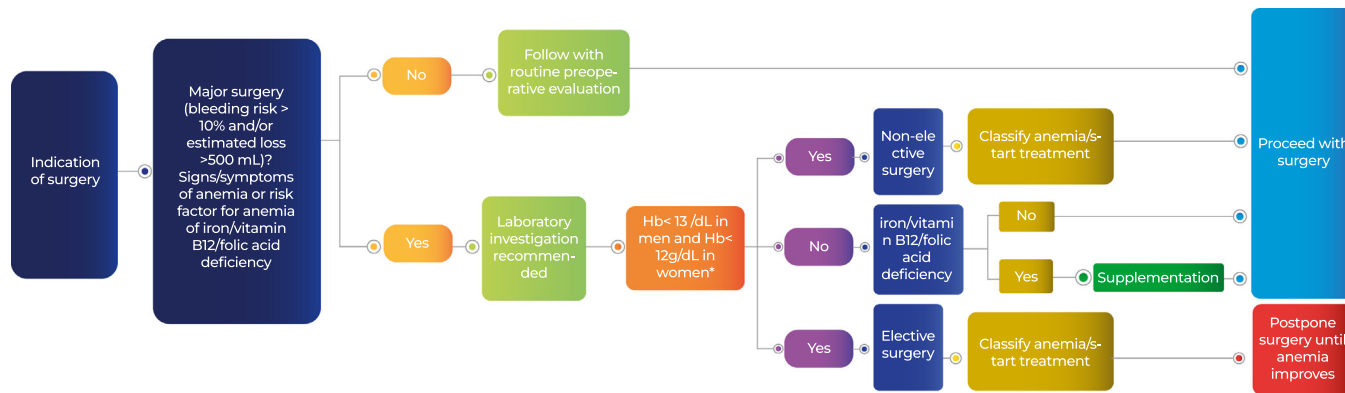 Indication
of surgery
Major surgery
(bleeding risk >
10% and/or
estimated loss
>500 mL)?
Signs/symptoms
of anemia or risk
factor for anemia
of iron/vitamin
B12/folic acid
deficiency
No
Follow with
routine preope-
rative evaluation
Yes
Laboratory
investigation
recommen-
ded
Hb< 13 /dL in
men and Hb<
12g/dL in
women*
Yes
Non-ele
ctive
surgery
Classify anemia/s-
tart treatment
No
iron/vitami
n B12/folic
acid
deficiency
No
Yes
Supplementation
Yes
Elective
surgery
Classify anemia/s-
tart treatment
Proceed with
surgery
Postpone
surgery until
anemia
improves